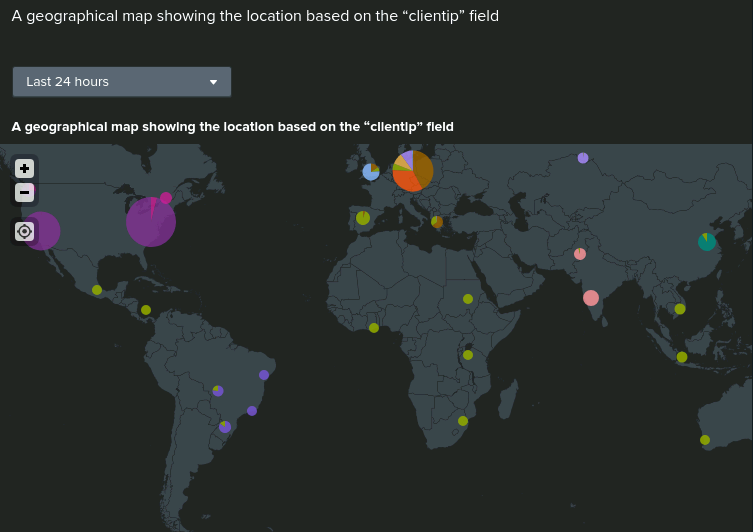 A geographical map showing the location based on the “clientip” field
Last 24 hours
A geographical map showing the location based on the “clientip” field